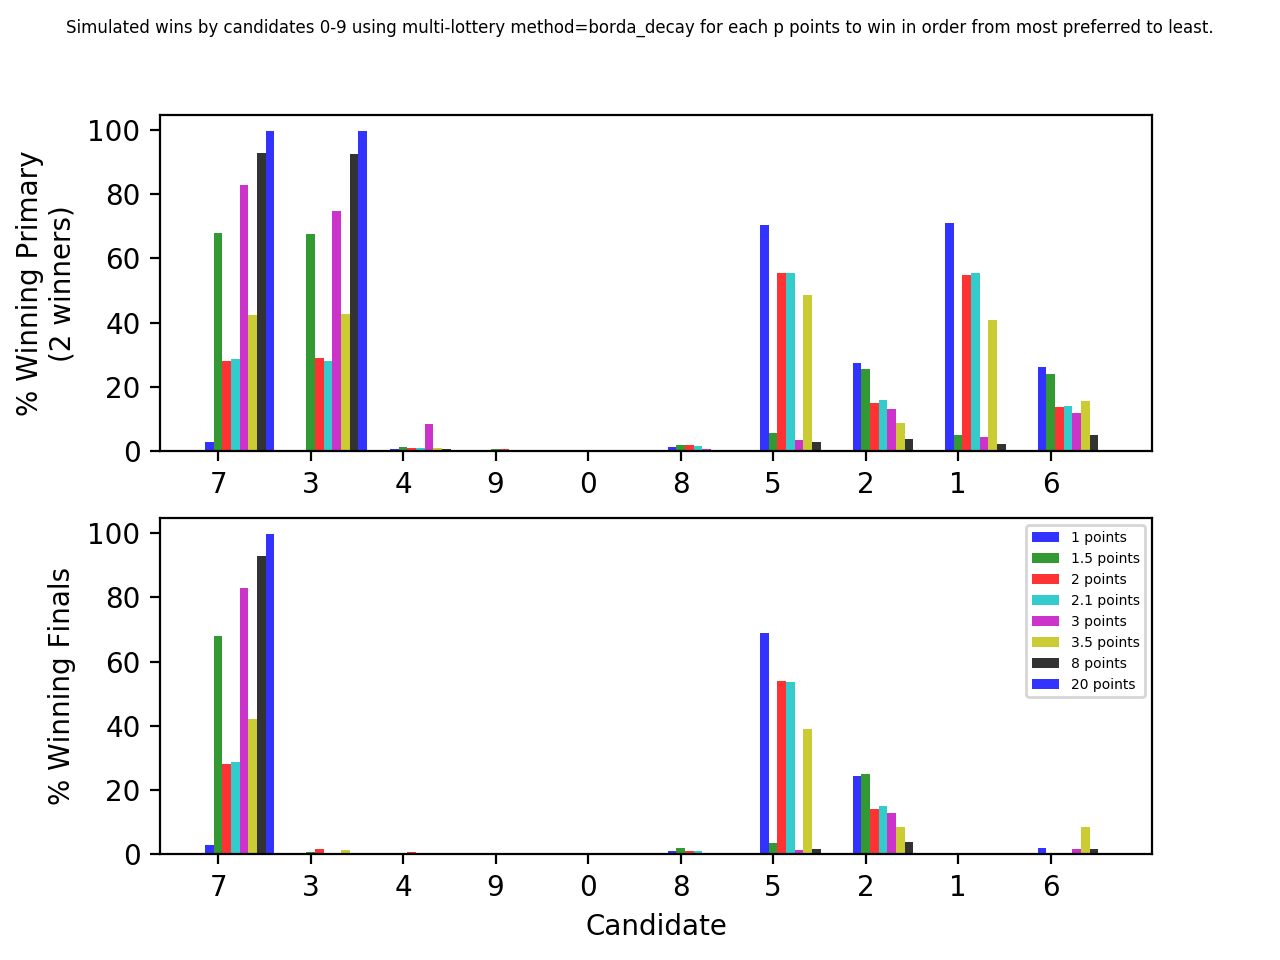 Simulated wins by candidates 0-9 using multi-lottery method=borda_decay for each p points to win in order from most preferred to least.
% Winning Primary
(2 winners)
100
80
60
40
20
0
7 3 4 9 0 8 5 2 1 6
% Winning Finals
100
80
60
40
20
0
1 points
1.5 points
2 points
2.1 points
3 points
3.5 points
8 points
20 points
7 3 4 9 0 8 5 2 1 6
Candidate